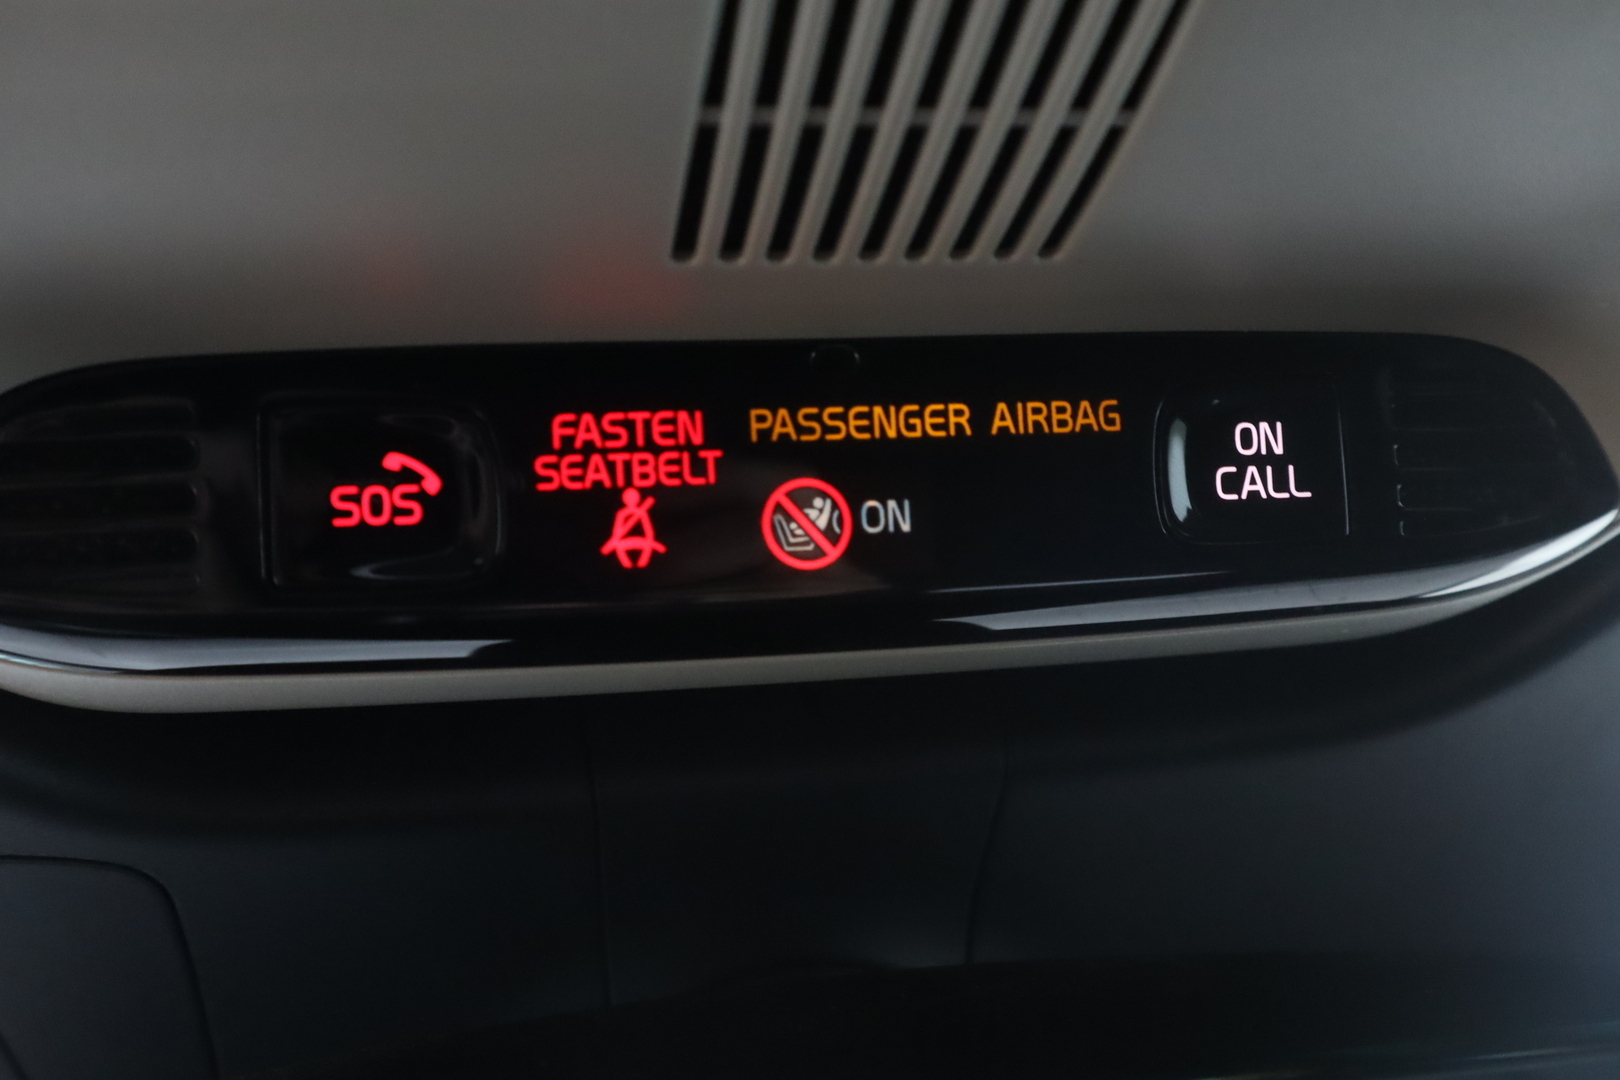 SOS
FASTEN
SEATBELT
PASSENGER AIRBAG
ON
ON
CALL